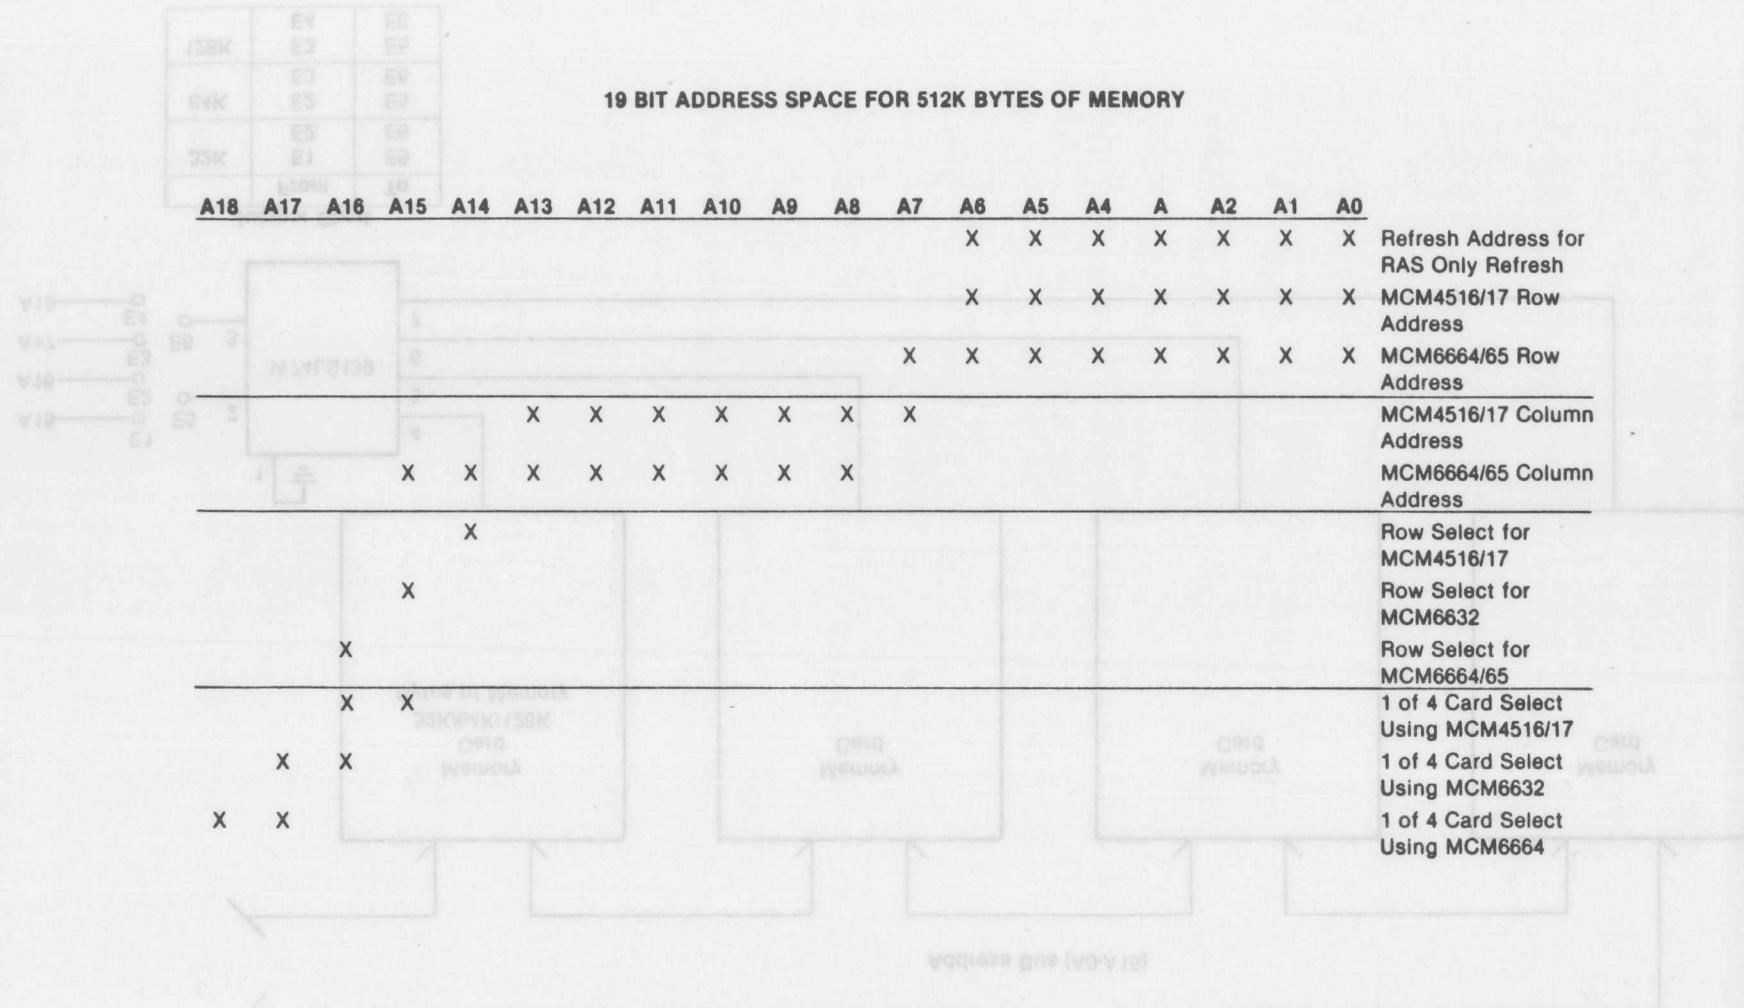 19 BIT ADDRESS SPACE FOR 512K BYTES OF MEMORY
A18 A17 A16 A15 A14 A13 A12 A11 A10 A9 A8 A7 A6 A5 A4 A A2 A1 A0
X X X X X X X Refresh Address for
RAS Only Refresh
X X X X X X X MCM4516/17 Row
Address
X X X X X X X X MCM6664/65 Row
Address
X X X X X X X MCM4516/17 Column
Address
X X X X X X X X MCM6664/65 Column
Address
X Row Select for
MCM4516/17
X Row Select for
MCM6632
X Row Select for
MCM6664/65
X X 1 of 4 Card Select
Using MCM4516/17
X X 1 of 4 Card Select
Using MCM6632
X X 1 of 4 Card Select
Using MCM6664